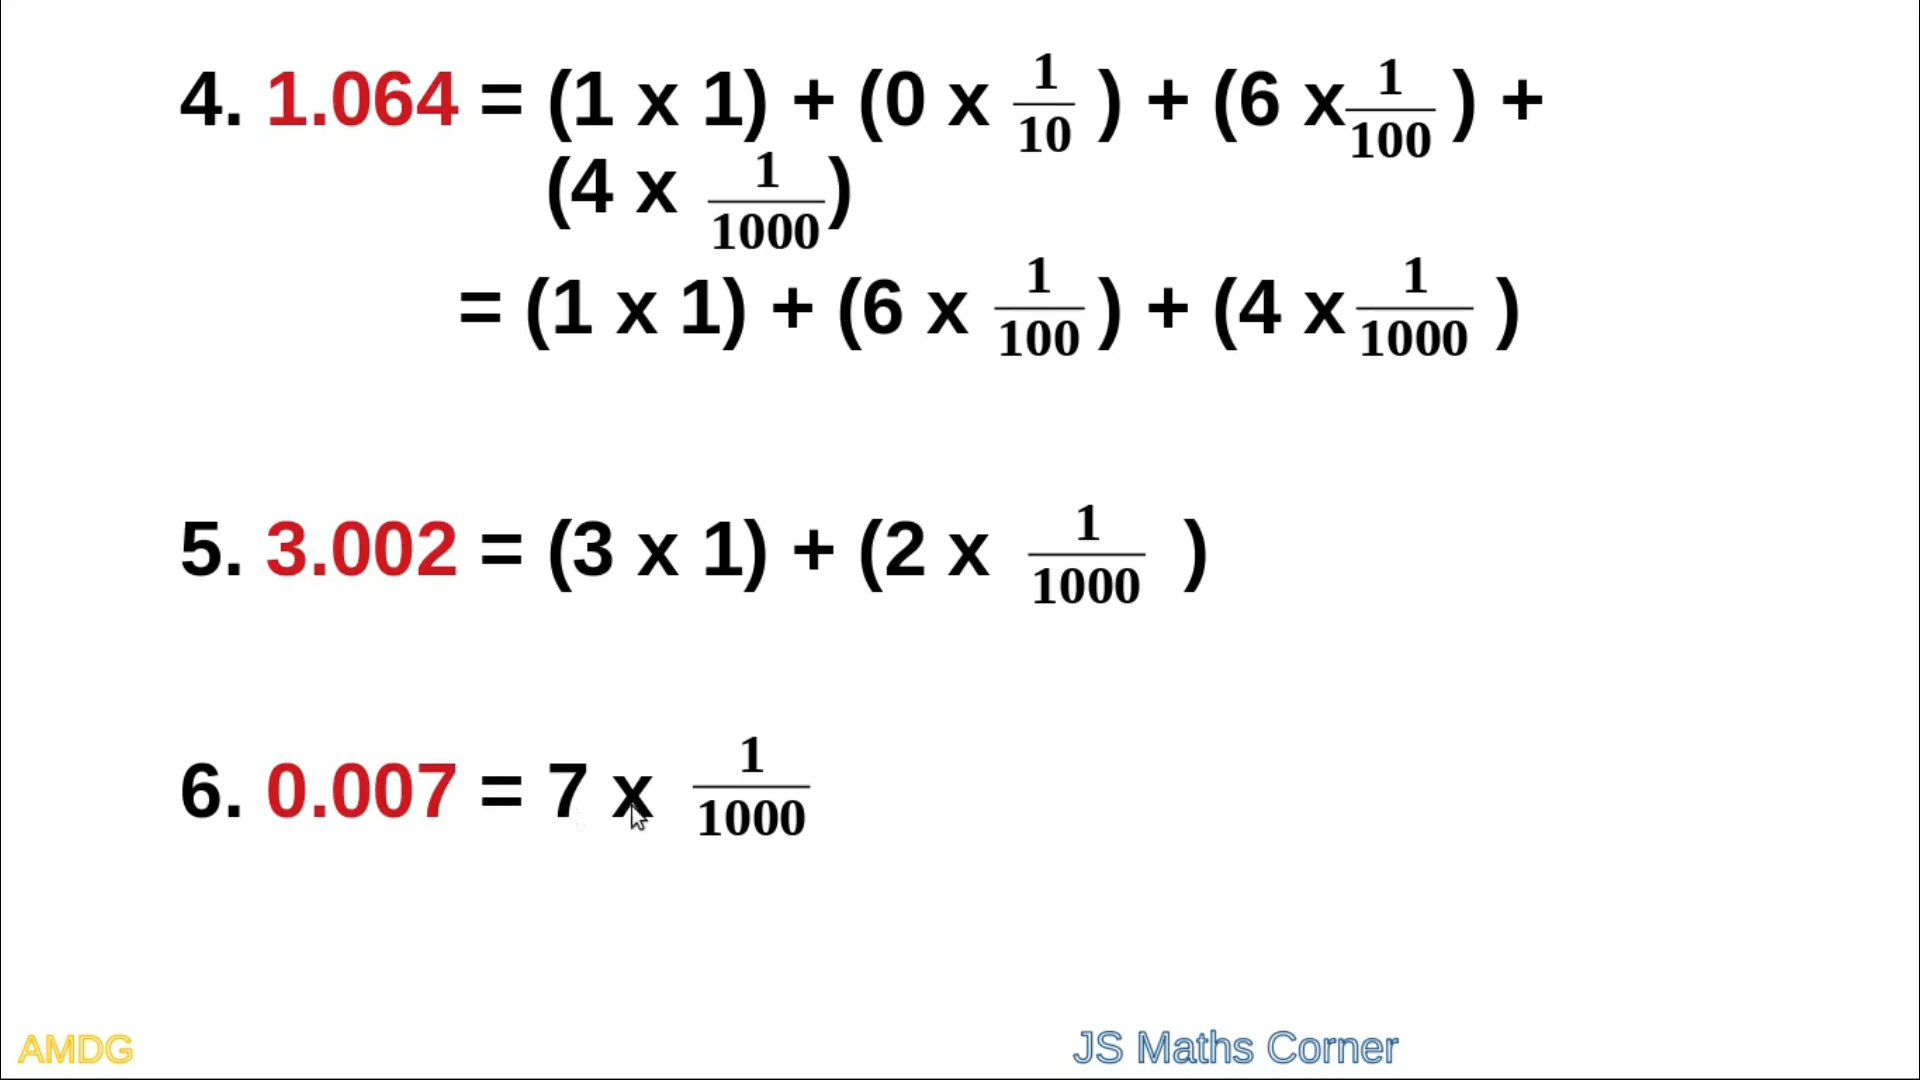 4. 1.064 = (1 x 1) + (0 x 1/10 ) + (6 x 1/100 ) +
(4 x 1/1000)
= (1 x 1) + (6 x 1/100 ) + (4 x 1/1000 )
5. 3.002 = (3 x 1) + (2 x 1/1000 )
6. 0.007 = 7 x 1/1000
AMDG
JS Maths Corner